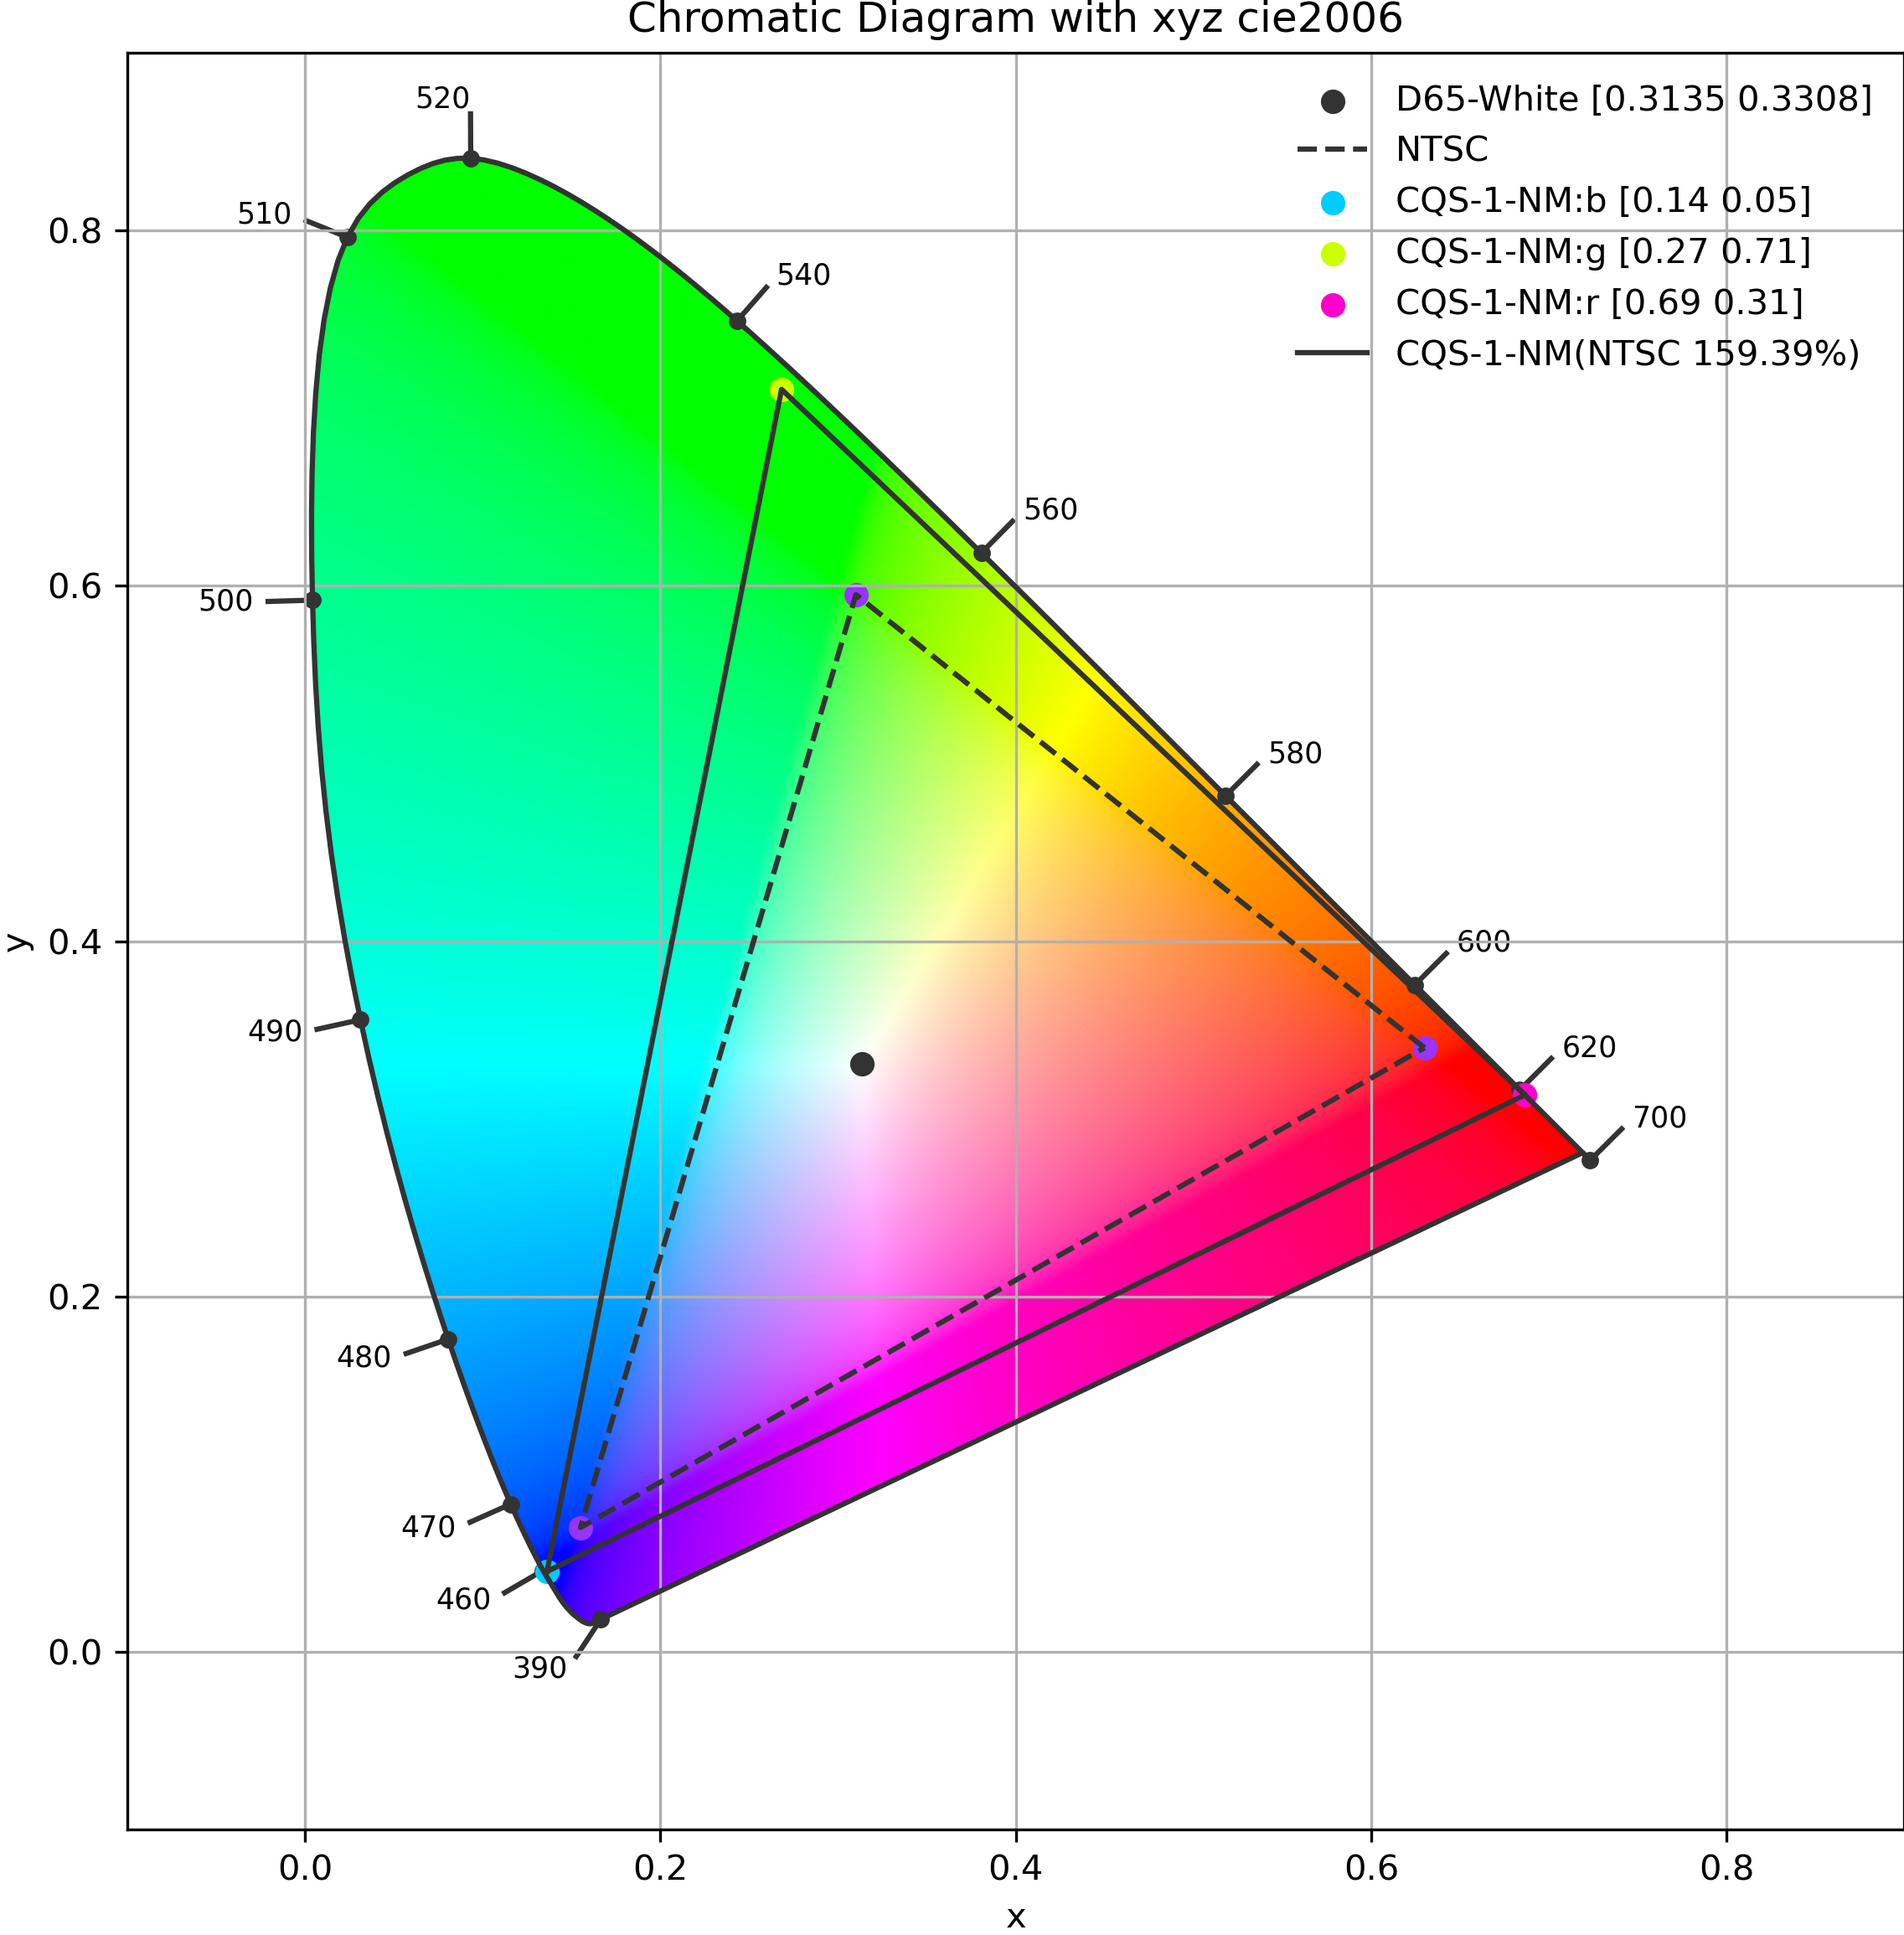 Chromatic Diagram with xyz cie2006
D65-White [0.3135 0.3308]
NTSC
CQS-1-NM:b [0.14 0.05]
CQS-1-NM:g [0.27 0.71]
CQS-1-NM:r [0.69 0.31]
CQS-1-NM(NTSC 159.39%)
520
510
0.8
540
560
0.6
500
580
y
0.4
600
490
620
700
0.2
480
470
460
0.0
390
0.0 0.2 0.4 0.6 0.8
x